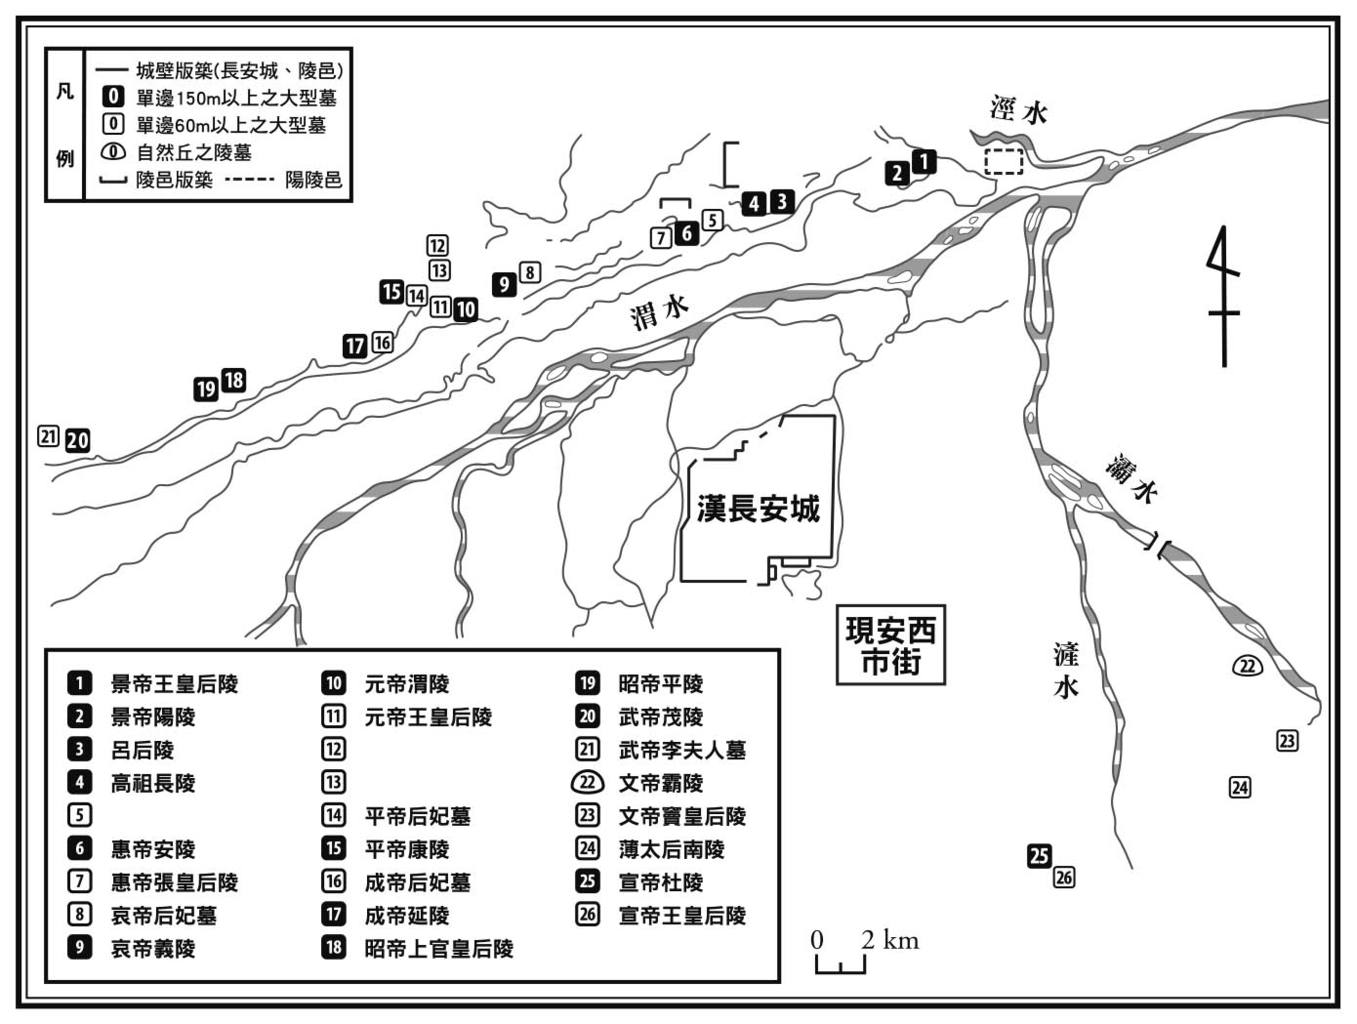 凡例
城壁版築(長安城、陵邑)
0 單邊150m以上之大型墓
0 單邊60m以上之大型墓
0 自然丘之陵墓
陵邑版築 陽陵邑
涇水
1
2
3
4
5
6
7
8
9
10
11
12
13
14
15
16
17
18
19
20
21
渭水
漢長安城
灞水
滻水
現安西
市街
22
23
24
25
26
0 2 km
1 景帝王皇后陵
2 景帝陽陵
3 呂后陵
4 高祖長陵
5
6 惠帝安陵
7 惠帝張皇后陵
8 哀帝后妃墓
9 哀帝義陵
10 元帝渭陵
11 元帝王皇后陵
12
13
14 平帝后妃墓
15 平帝康陵
16 成帝后妃墓
17 成帝延陵
18 昭帝上官皇后陵
19 昭帝平陵
20 武帝茂陵
21 武帝李夫人墓
22 文帝霸陵
23 文帝竇皇后陵
24 薄太后南陵
25 宣帝杜陵
26 宣帝王皇后陵